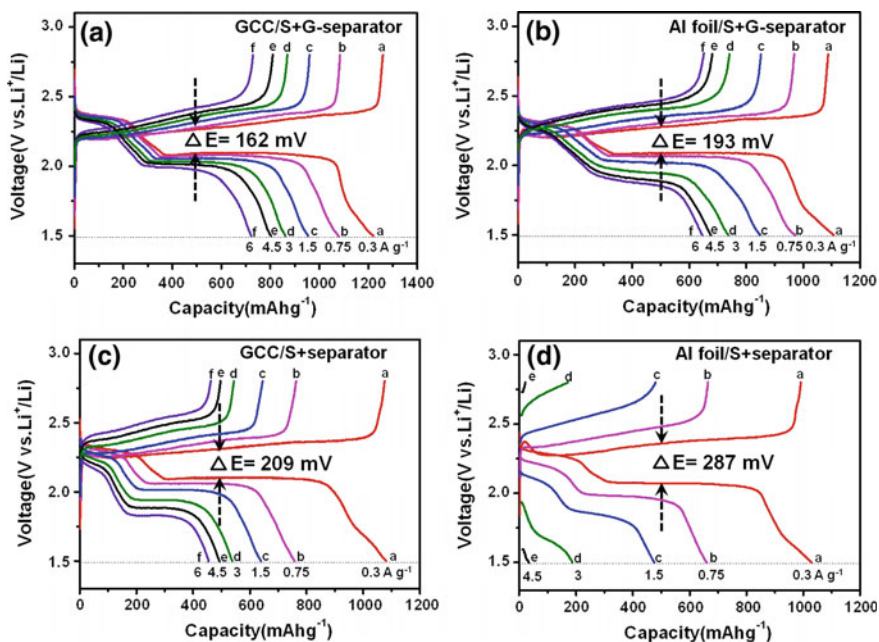 (a) GCC/S+G-separator
3.0
2.5
2.0
1.5
Voltage(V vs.Li⁺/Li)
f e d c b a
Δ E= 162 mV
f e d c b a
6 4.5 3 1.5 0.75 0.3 A g⁻¹
0 200 400 600 800 1000 1200 1400
Capacity(mAhg⁻¹)
(b) Al foil/S+G-separator
3.0
2.5
2.0
1.5
Voltage(V vs.Li⁺/Li)
f e d c b a
Δ E= 193 mV
f e d c b a
6 4.5 3 1.5 0.75 0.3 A g⁻¹
0 200 400 600 800 1000 1200
Capacity(mAhg⁻¹)
(c) GCC/S+separator
3.0
2.5
2.0
1.5
Voltage(V vs.Li⁺/Li)
f e d c b a
Δ E= 209 mV
f e d c b a
6 4.5 3 1.5 0.75 0.3 A g⁻¹
0 200 400 600 800 1000 1200
Capacity(mAhg⁻¹)
(d) Al foil/S+separator
3.0
2.5
2.0
1.5
Voltage(V vs.Li⁺/Li)
e d c b a
Δ E= 287 mV
e d c b a
4.5 3 1.5 0.75 0.3 A g⁻¹
0 200 400 600 800 1000 1200
Capacity(mAhg⁻¹)